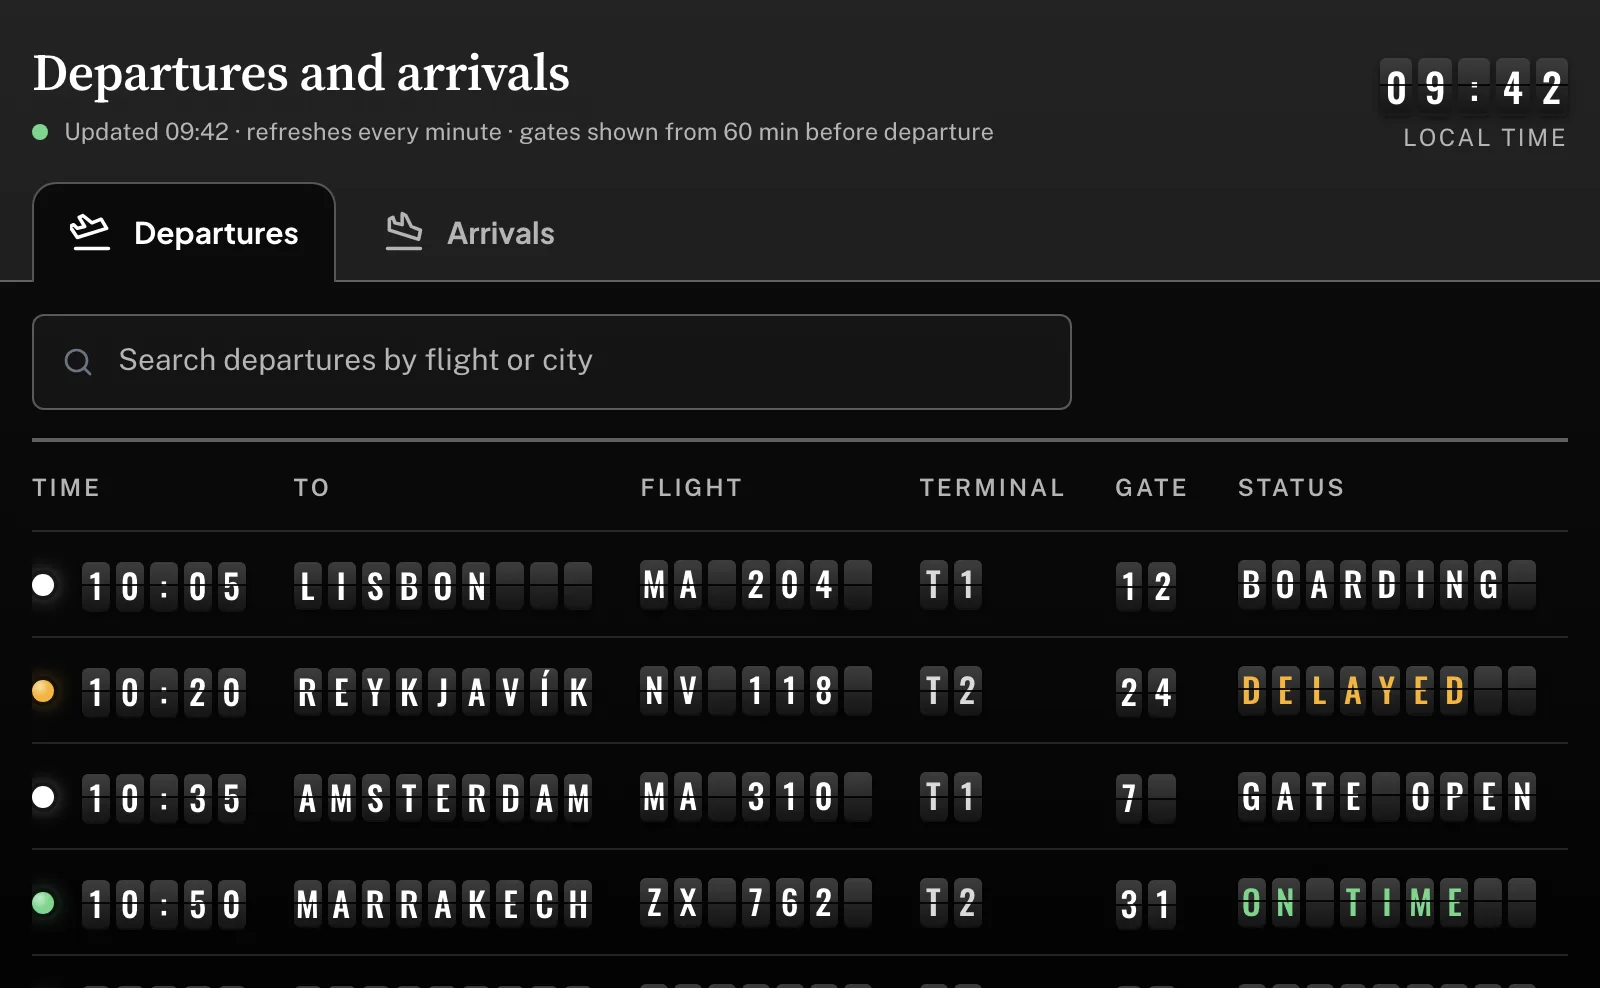 Departures and arrivals
09:42
Updated 09:42 · refreshes every minute · gates shown from 60 min before departure
LOCAL TIME
Departures Arrivals
Search departures by flight or city
TIME TO FLIGHT TERMINAL GATE STATUS
10:05 LISBON MA 204 T1 12 BOARDING
10:20 REYKJAVÍK NV 118 T2 24 DELAYED
10:35 AMSTERDAM MA 310 T1 7 GATE OPEN
10:50 MARRAKECH ZX 762 T2 31 ON TIME